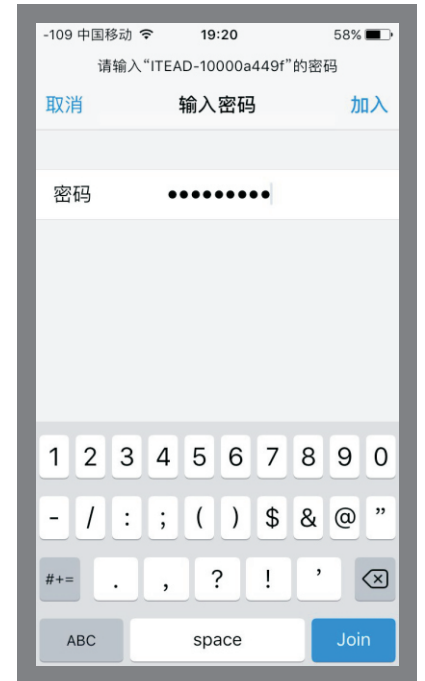 -109 中国移动 19:20 58%
请输入“ITEAD-10000a449f”的密码
取消 输入密码 加入
密码 •••••••••
1 2 3 4 5 6 7 8 9 0
- / : ; ( ) $ & @ ”
#+= . , ? ! ’
ABC space Join